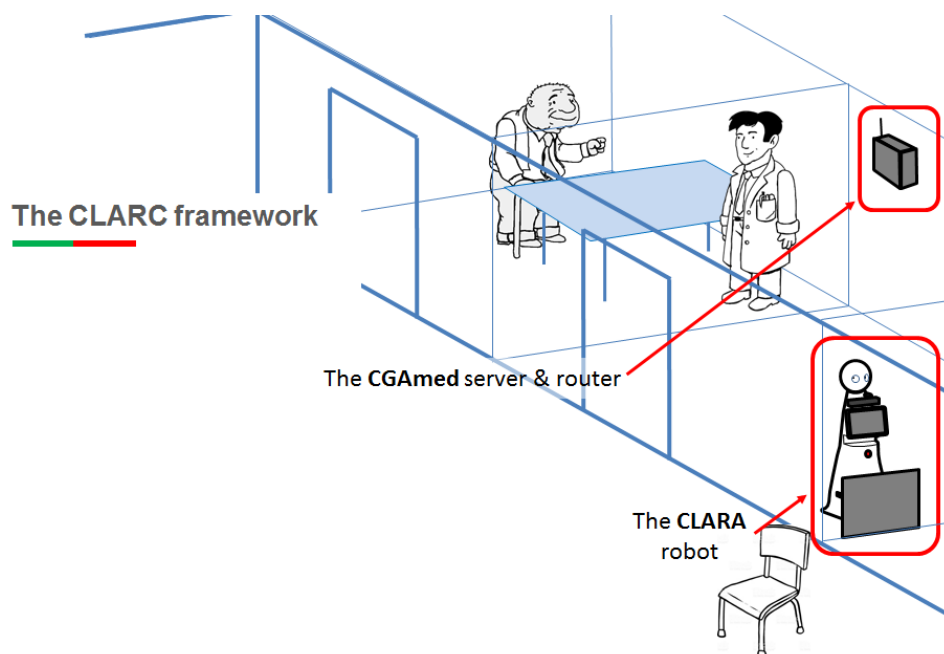 The CLARC framework
The CGAmed server & router
The CLARA
robot